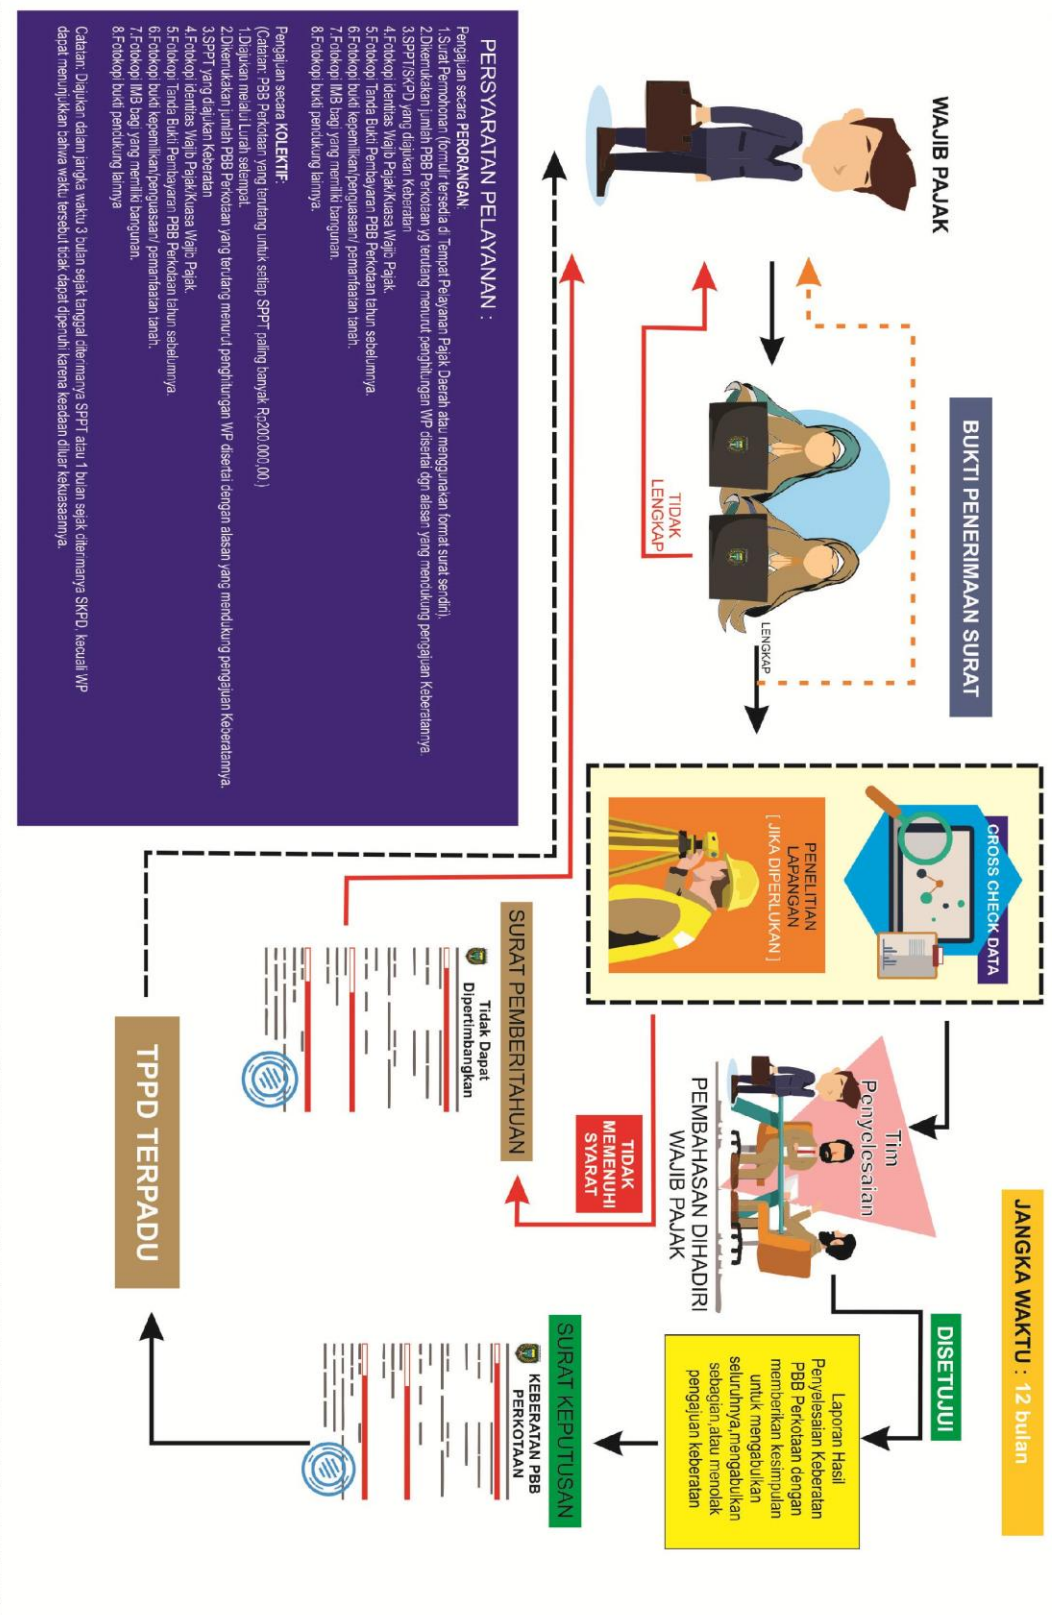 JANGKA WAKTU : 12 bulan
BUKTI PENERIMAAN SURAT
WAJIB PAJAK
TIDAK
LENGKAP
LENGKAP
CROSS CHECK DATA
PENELITIAN
LAPANGAN
[ JIKA DIPERLUKAN ]
Tim
Penyelesaian
PEMBAHASAN DIHADIRI
WAJIB PAJAK
DISETUJUI
Laporan Hasil
Penyelesaian Keberatan
PBB Perkotaan dengan
memberikan kesimpulan
untuk mengabulkan
seluruhnya,mengabulkan
sebagian,atau menolak
pengajuan keberatan
TIDAK
MEMENUHI
SYARAT
SURAT PEMBERITAHUAN
Tidak Dapat
Dipertimbangkan
SURAT KEPUTUSAN
KEBERATAN PBB
PERKOTAAN
TPPD TERPADU
PERSYARATAN PELAYANAN :
Pengajuan secara PERORANGAN:
1.Surat Permohonan (formulir tersedia di Tempat Pelayanan Pajak Daerah atau menggunakan format surat sendiri).
2.Dikemukakan jumlah PBB Perkotaan yg terutang menurut penghitungan WP disertai dgn alasan yang mendukung pengajuan Keberatannya.
3.SPPT/SKPD yang diajukan Keberatan
4.Fotokopi identitas Wajib Pajak/Kuasa Wajib Pajak.
5.Fotokopi Tanda Bukti Pembayaran PBB Perkotaan tahun sebelumnya.
6.Fotokopi bukti kepemilikan/penguasaan/ pemanfaatan tanah.
7.Fotokopi IMB bagi yang memiliki bangunan.
8.Fotokopi bukti pendukung lainnya.
Pengajuan secara KOLEKTIF:
(Catatan: PBB Perkotaan yang terutang untuk setiap SPPT paling banyak Rp200.000,00.)
1.Diajukan melalui Lurah setempat.
2.Dikemukakan jumlah PBB Perkotaan yang terutang menurut penghitungan WP disertai dengan alasan yang mendukung pengajuan Keberatannya.
3.SPPT yang diajukan Keberatan
4.Fotokopi identitas Wajib Pajak/Kuasa Wajib Pajak.
5.Fotokopi Tanda Bukti Pembayaran PBB Perkotaan tahun sebelumnya.
6.Fotokopi bukti kepemilikan/penguasaan/ pemanfaatan tanah.
7.Fotokopi IMB bagi yang memiliki bangunan.
8.Fotokopi bukti pendukung lainnya
Catatan: Diajukan dalam jangka waktu 3 bulan sejak tanggal diterimanya SPPT atau 1 bulan sejak diterimanya SKPD, kecuali WP
dapat menunjukkan bahwa waktu tersebut tidak dapat dipenuhi karena keadaan diluar kekuasaannya.